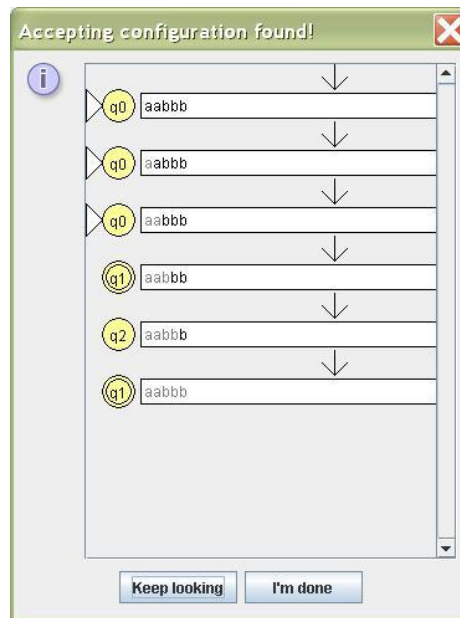 Accepting configuration found!
i
q0 aabbb
q0 aabbb
q0 aabbb
q1 aabbb
q2 aabbb
q1 aabbb
Keep looking I'm done